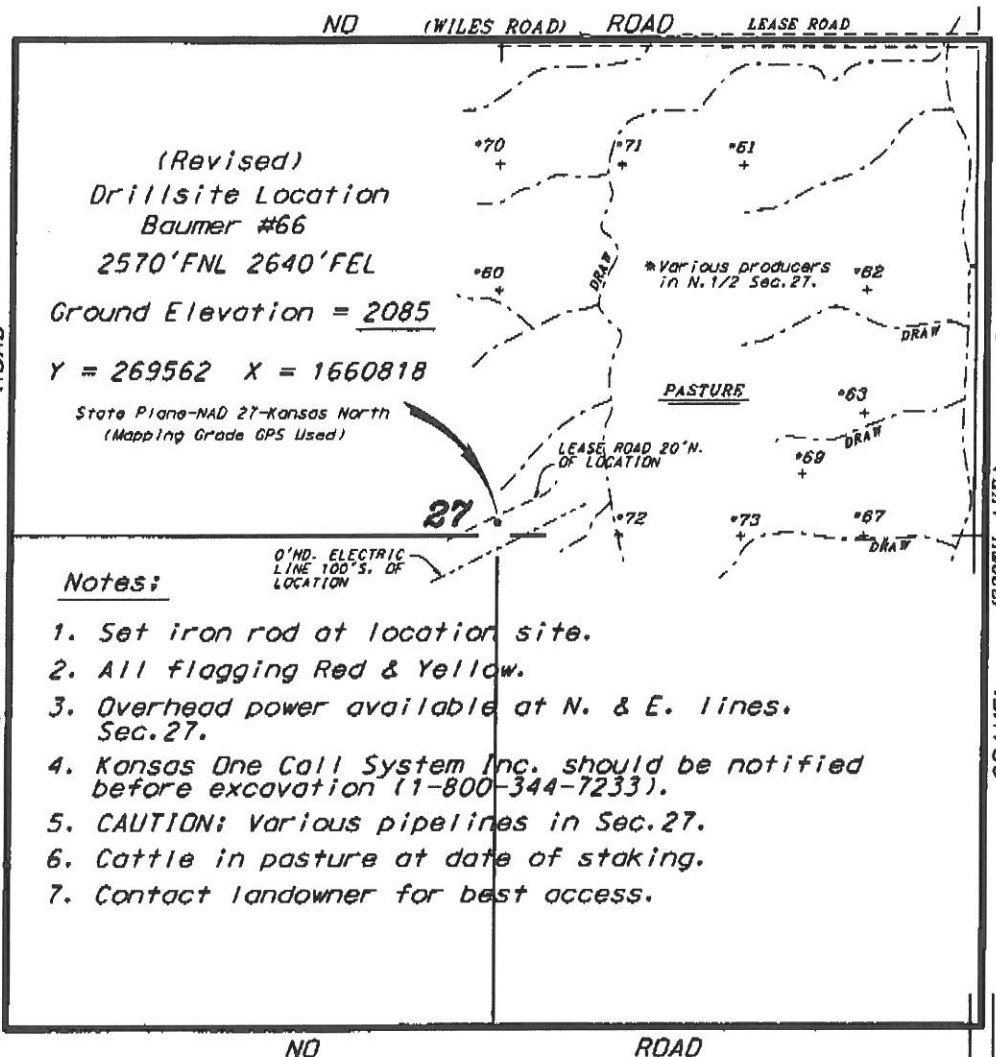 NO (WILES ROAD) ROAD LEASE ROAD
(Revised)
Drillsite Location
Baumer #66
2570'FNL 2640'FEL
Ground Elevation = 2085
Y = 269562 X = 1660818
State Plane-NAD 27-Kansas North
(Mapping Grade GPS Used)
*70
*71
*61
*60
DRAW
*Various producers
in N.1/2 Sec.27.
*62
DRAW
PASTURE
*63
DRAW
*69
LEASE ROAD 20'N.
OF LOCATION
27
*72
*73
*67
DRAW
O'HD. ELECTRIC
LINE 100'S. OF
LOCATION
Notes:
1. Set iron rod at location site.
2. All flagging Red & Yellow.
3. Overhead power available at N. & E. lines.
Sec.27.
4. Kansas One Call System Inc. should be notified
before excavation (1-800-344-7233).
5. CAUTION: Various pipelines in Sec.27.
6. Cattle in pasture at date of staking.
7. Contact landowner for best access.
NO ROAD